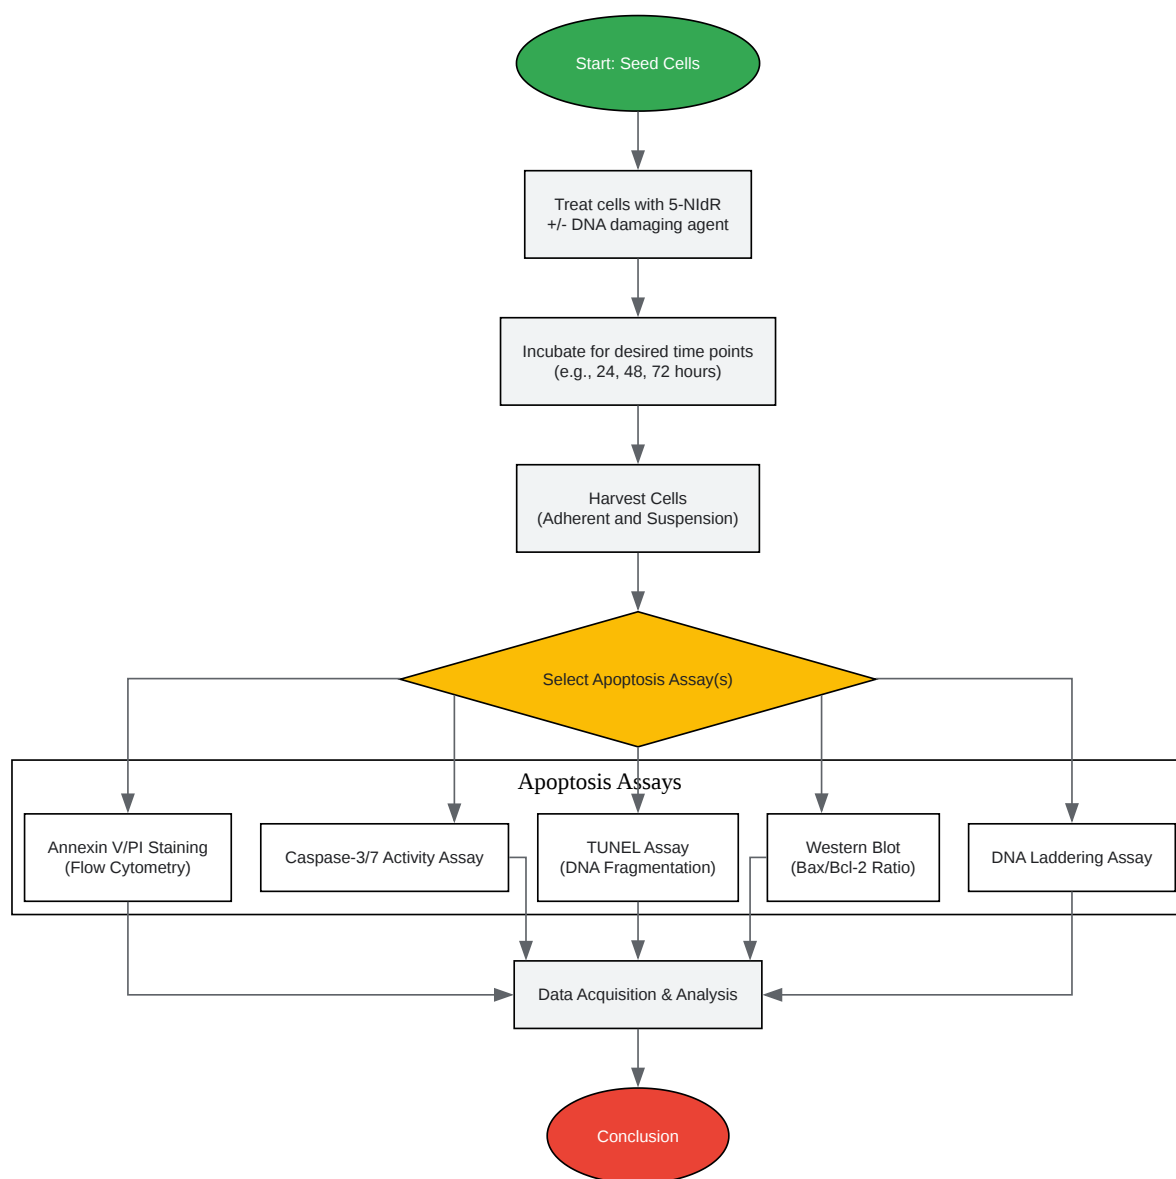 Start: Seed Cells
Treat cells with 5-NIdR
+/- DNA damaging agent
Incubate for desired time points
(e.g., 24, 48, 72 hours)
Harvest Cells
(Adherent and Suspension)
Select Apoptosis Assay(s)
Apoptosis Assays
Annexin V/PI Staining
(Flow Cytometry)
Caspase-3/7 Activity Assay
TUNEL Assay
(DNA Fragmentation)
Western Blot
(Bax/Bcl-2 Ratio)
DNA Laddering Assay
Data Acquisition & Analysis
Conclusion